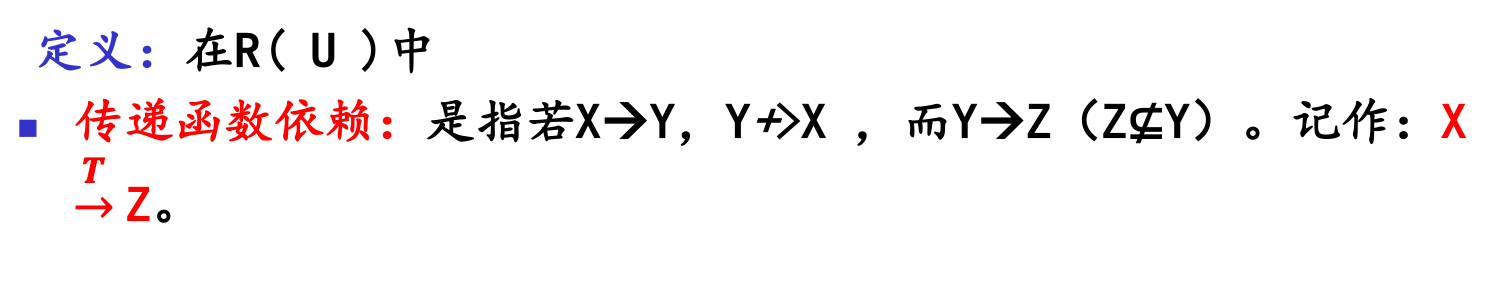 定义：在R( U )中
▪ 传递函数依赖：是指若X→Y，Y↛X ，而Y→Z（Z⊈Y）。记作：X
T
→ Z。